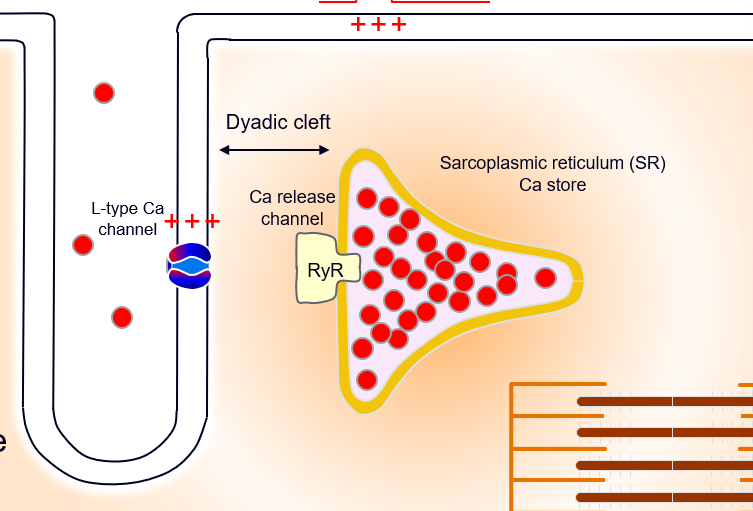 +++
Dyadic cleft
Sarcoplasmic reticulum (SR)
Ca store
Ca release
channel
L-type Ca
channel
+++
RyR
e